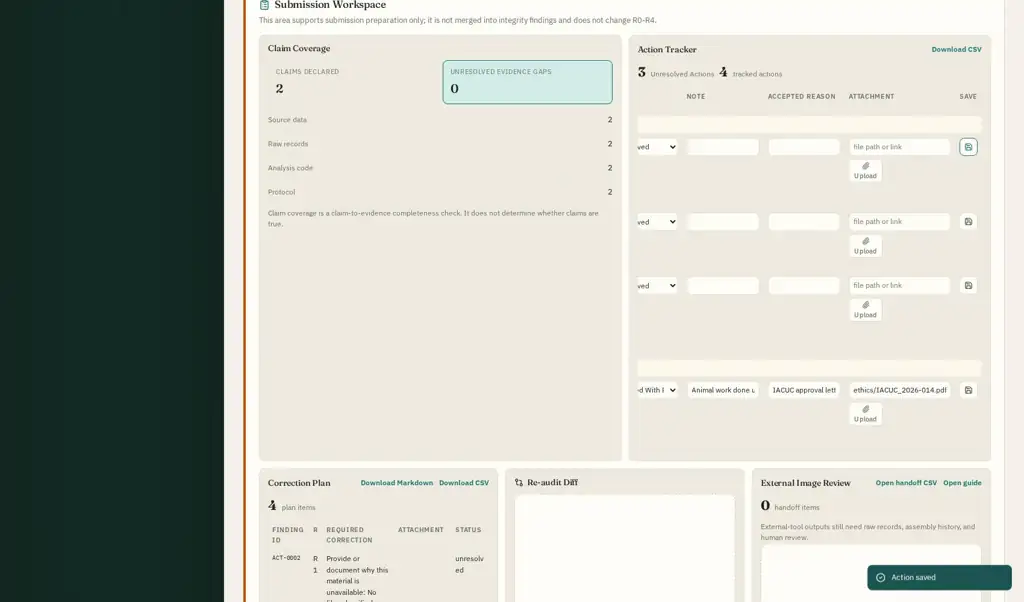 Submission Workspace
This area supports submission preparation only; it is not merged into integrity findings and does not change R0-R4.
Claim Coverage
CLAIMS DECLARED
2
UNRESOLVED EVIDENCE GAPS
0
Source data 2
Raw records 2
Analysis code 2
Protocol 2
Claim coverage is a claim-to-evidence completeness check. It does not determine whether claims are
true.
Action Tracker Download CSV
3 Unresolved Actions 4 tracked actions
NOTE ACCEPTED REASON ATTACHMENT SAVE
ved file path or link
Upload
ved file path or link
Upload
ved file path or link
Upload
d With Animal work done IACUC approval lett ethics/IACUC_2026-014.pdf
Upload
Correction Plan Download Markdown Download CSV
4 plan items
FINDING R REQUIRED ATTACHMENT STATUS
ID CORRECTION
ACT-0002 R Provide or unresolv
1 document why this ed
material is
unavailable: No
Re-audit Diff
External Image Review Open handoff CSV Open guide
0 handoff items
External-tool outputs still need raw records, assembly history, and
human review.
Action saved